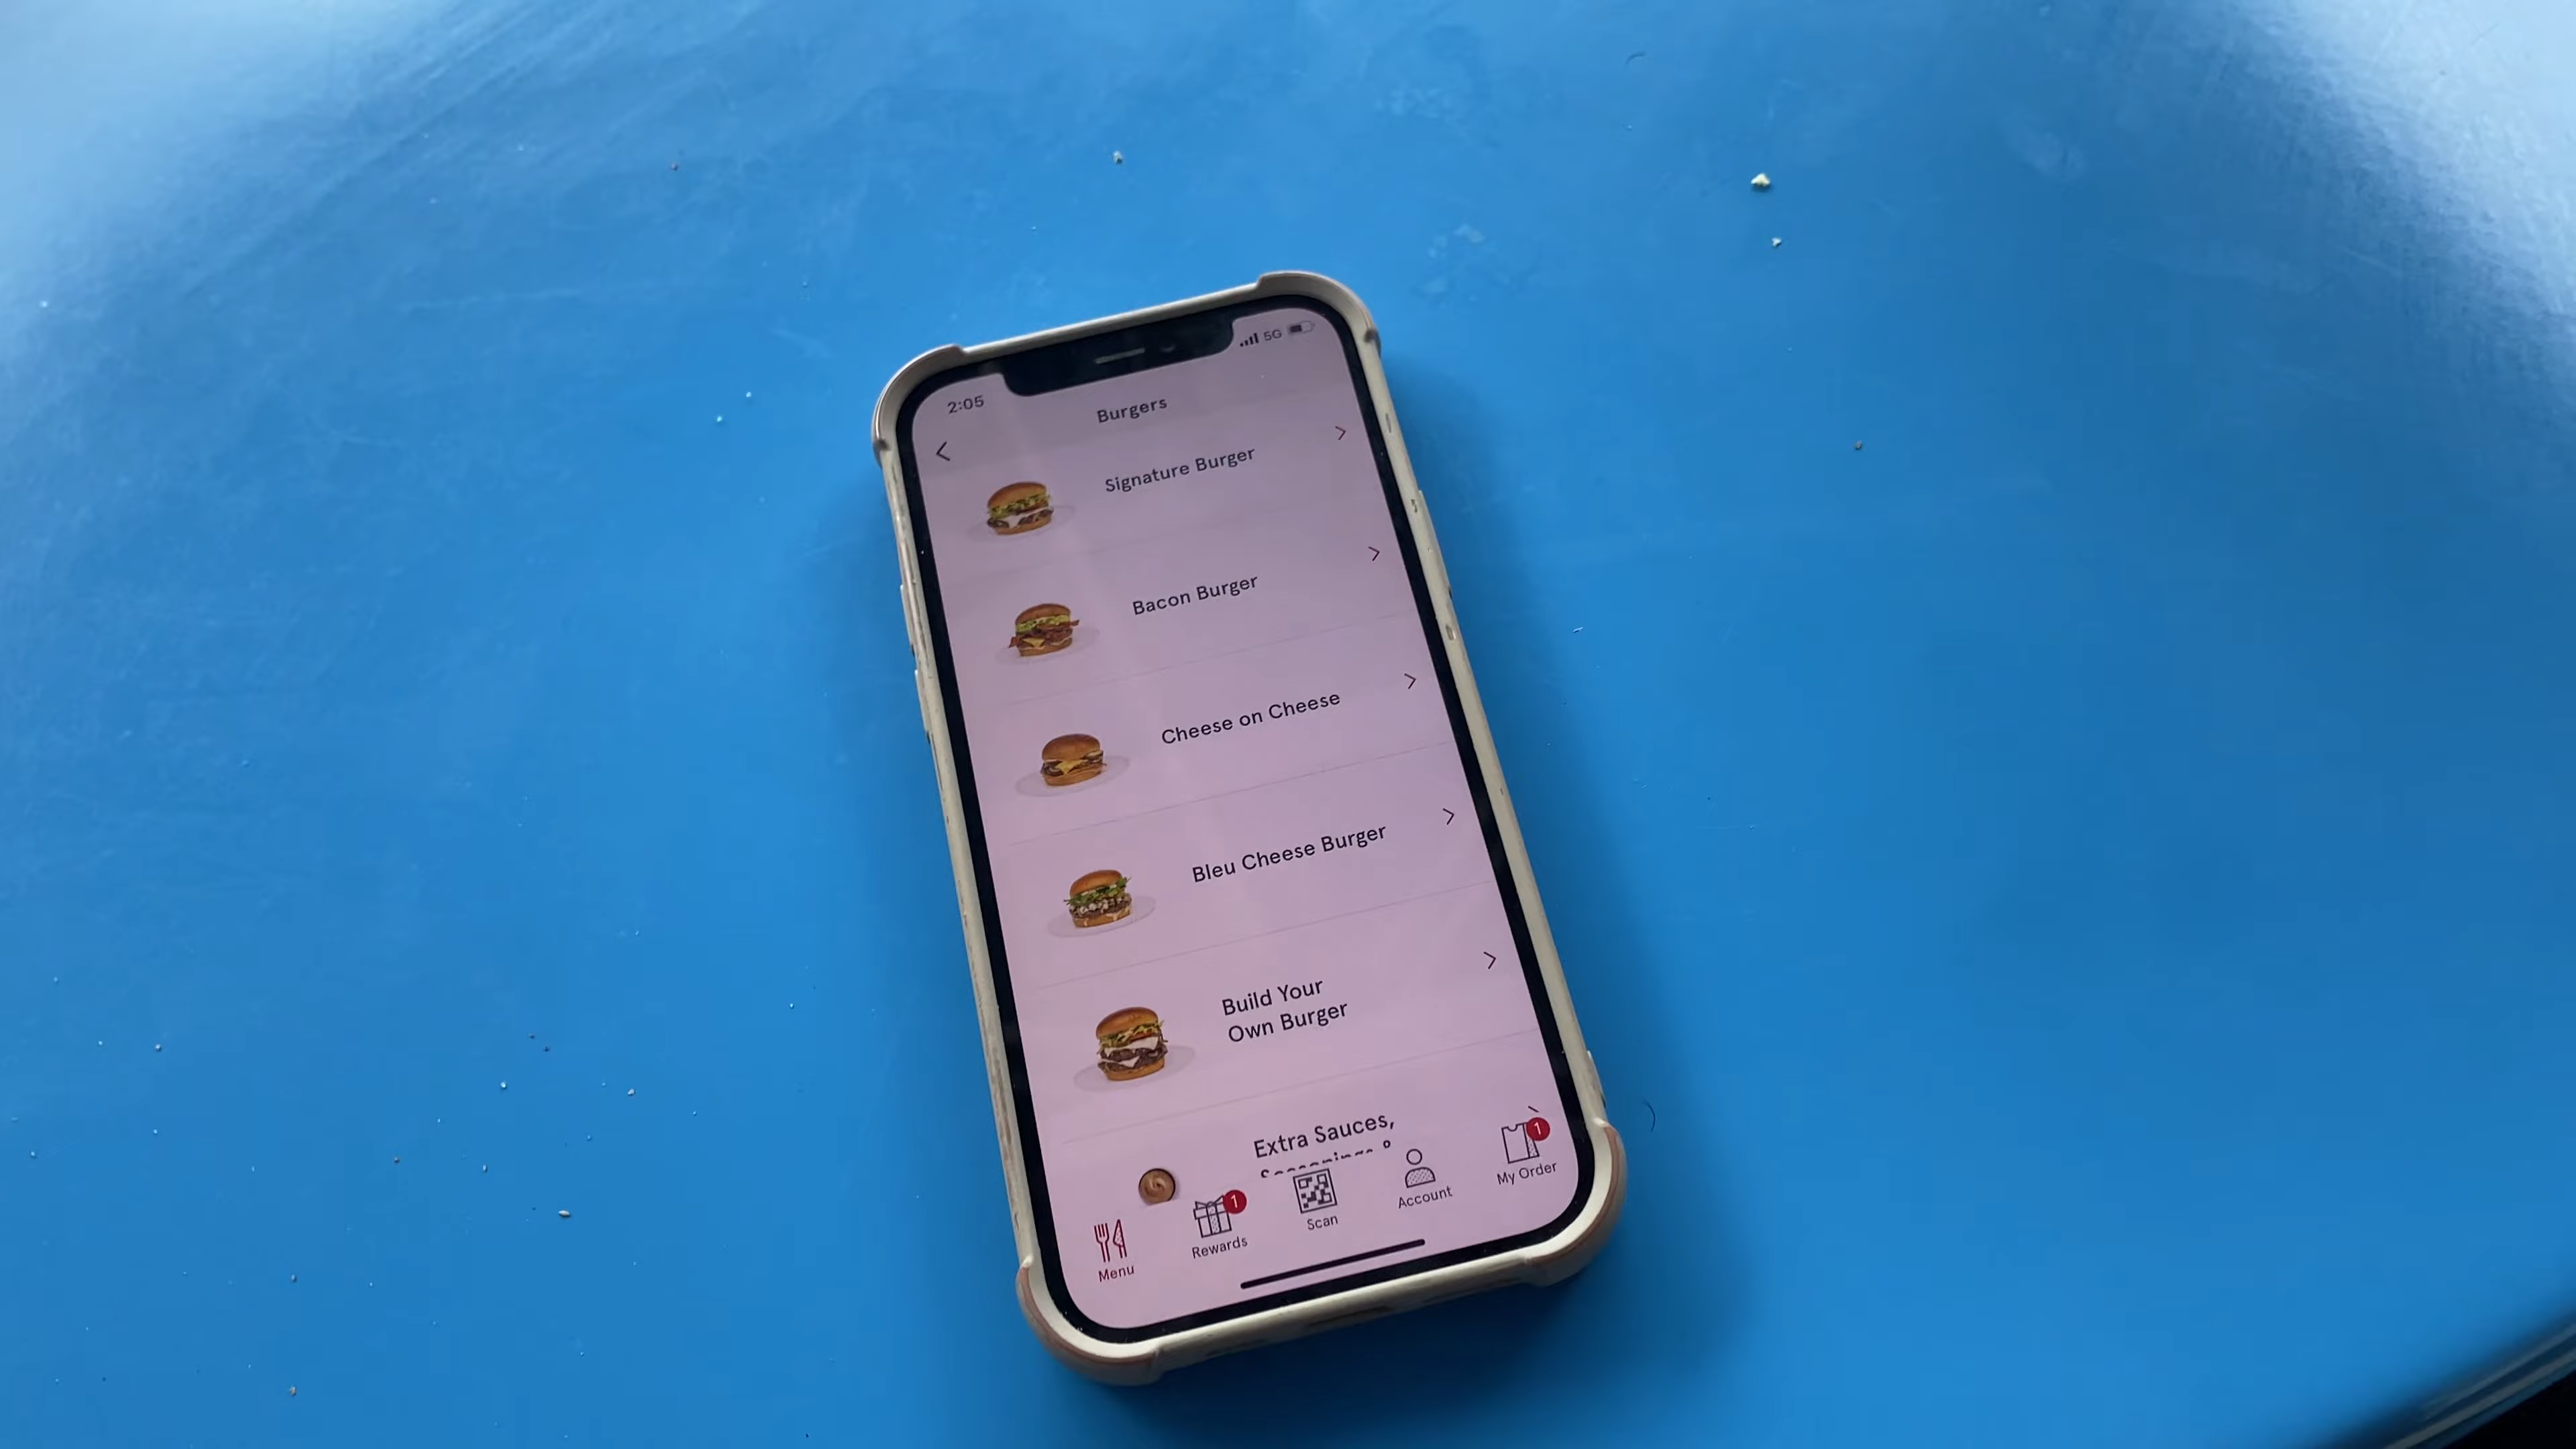 2:05
5G
Burgers
Signature Burger
Bacon Burger
Cheese on Cheese
Bleu Cheese Burger
Build Your
Own Burger
Extra Sauces,
Menu
1
Rewards
Scan
Account
1
My Order